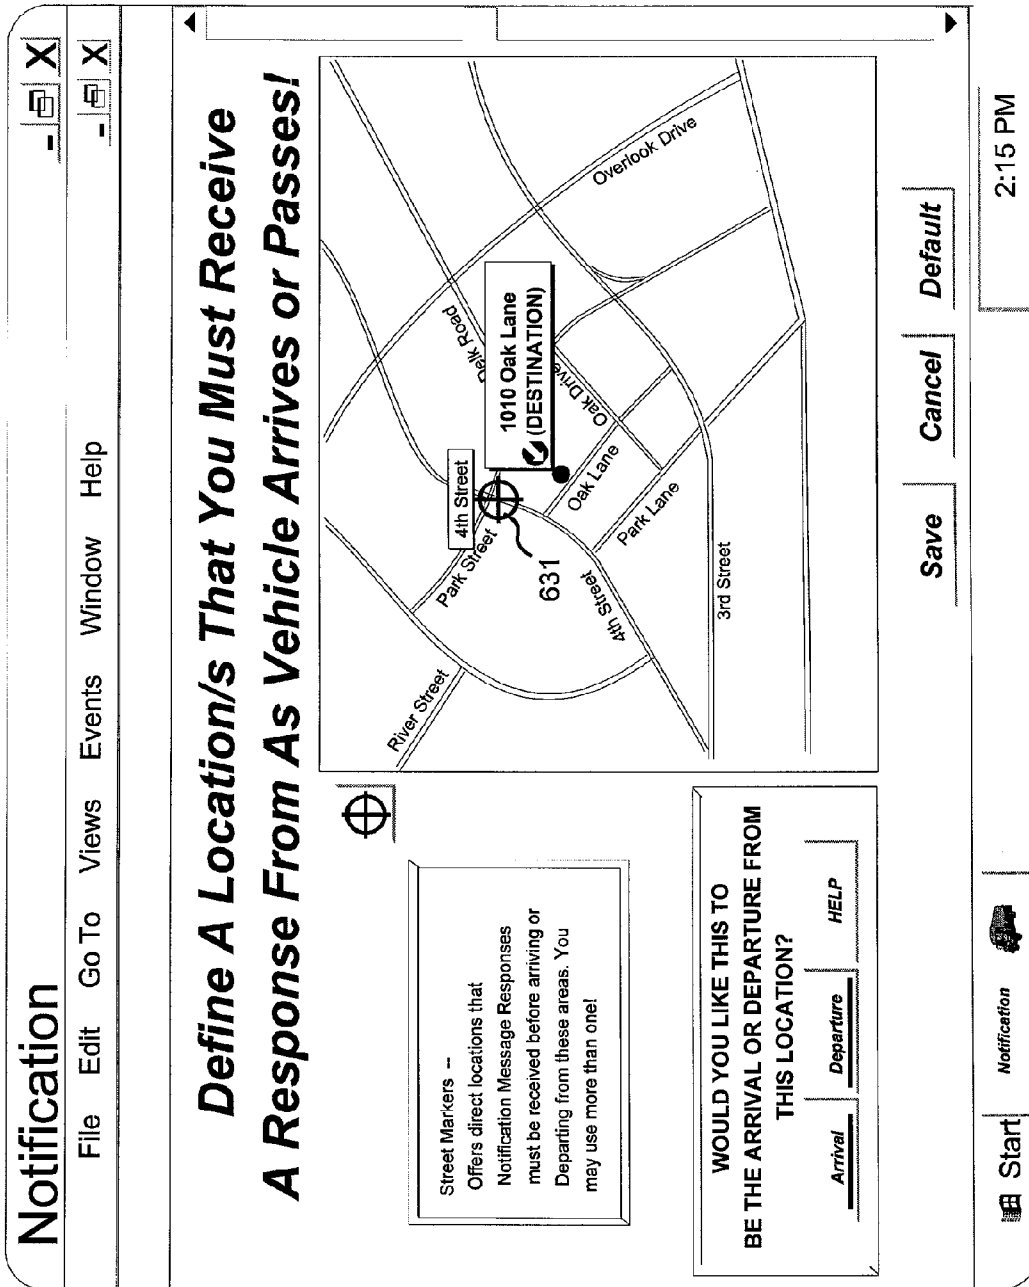 Notification
File Edit Go To Views Events Window Help
Define A Location/s That You Must Receive
A Response From As Vehicle Arrives or Passes!
Street Markers --
Offers direct locations that
Notification Message Responses
must be received before arriving or
Departing from these areas. You
may use more than one!
WOULD YOU LIKE THIS TO
BE THE ARRIVAL OR DEPARTURE FROM
THIS LOCATION?
Arrival Departure HELP
River Street
Park Street
4th Street
631
4th Street
1010 Oak Lane
(DESTINATION)
Road
Oak Drive
Oak Lane
Park Lane
3rd Street
Overlook Drive
Save Cancel Default
Start Notification 2:15 PM